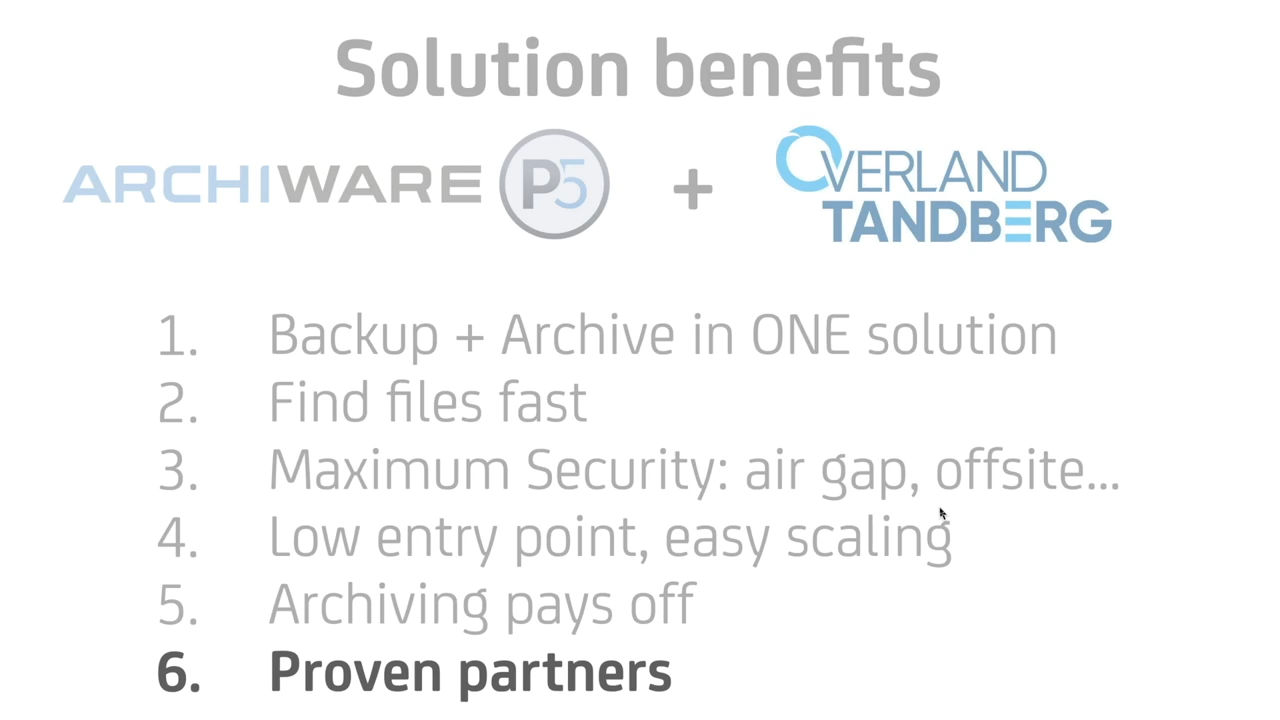 Solution benefits
ARCHIWARE P5 + OVERLAND
TANDBERG
1. Backup + Archive in ONE solution
2. Find files fast
3. Maximum Security: air gap, offsite...
4. Low entry point, easy scaling
5. Archiving pays off
6. Proven partners